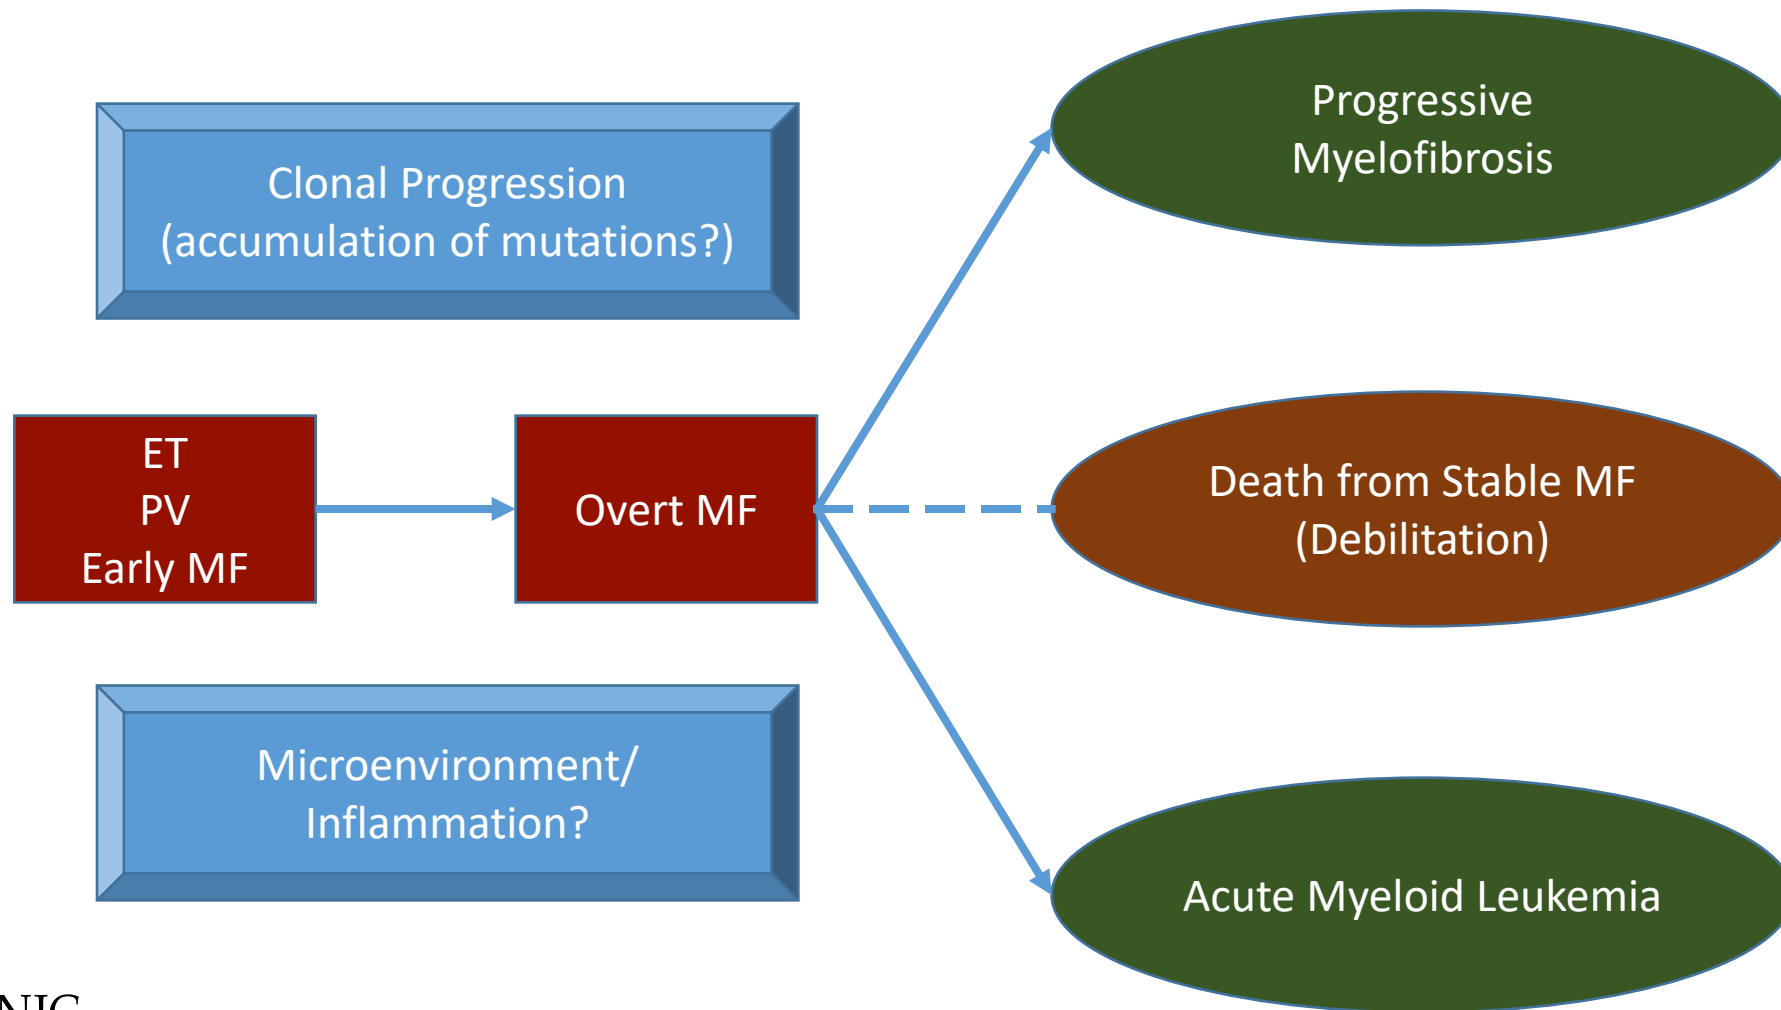 Clonal Progression
(accumulation of mutations?)
ET
PV
Early MF
Overt MF
Microenvironment/
Inflammation?
Progressive
Myelofibrosis
Death from Stable MF
(Debilitation)
Acute Myeloid Leukemia